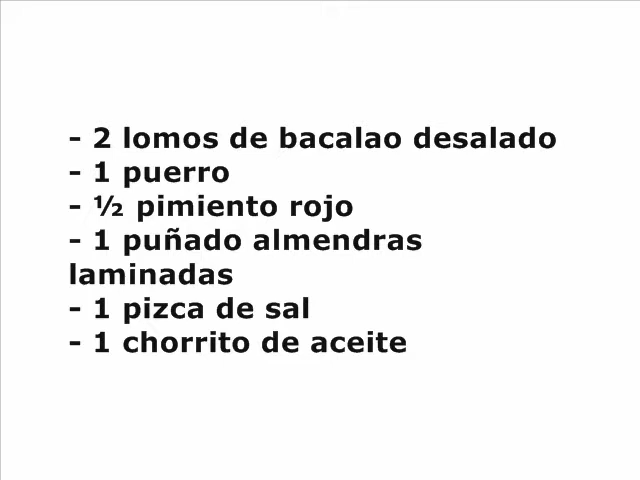 - 2 lomos de bacalao desalado
- 1 puerro
- ½ pimiento rojo
- 1 puñado almendras
laminadas
- 1 pizca de sal
- 1 chorrito de aceite